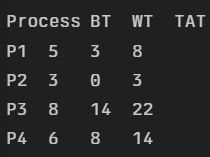 Process BT WT TAT
P1 5 3 8
P2 3 0 3
P3 8 14 22
P4 6 8 14